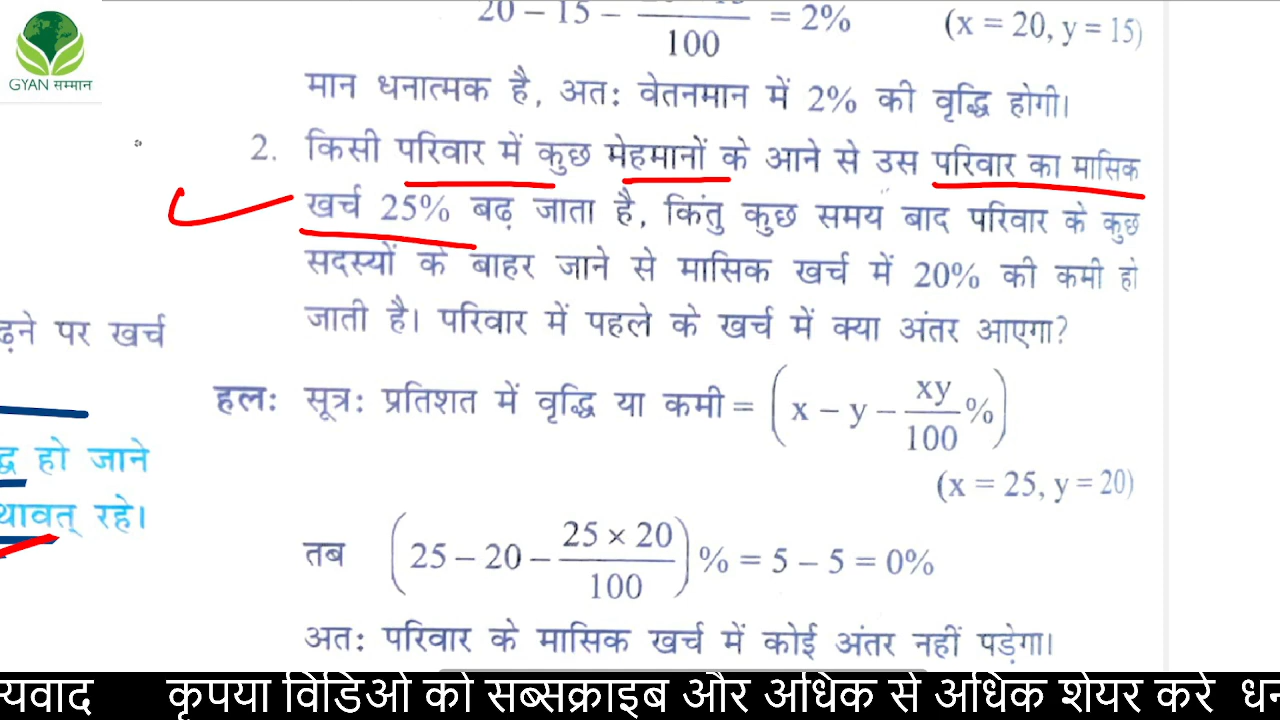 GYAN सम्मान
20 – 15 – 100 = 2% (x = 20, y = 15)
मान धनात्मक है, अतः वेतनमान में 2% की वृद्धि होगी।
2. किसी परिवार में कुछ मेहमानों के आने से उस परिवार का मासिक
खर्च 25% बढ़ जाता है, किंतु कुछ समय बाद परिवार के कुछ
सदस्यों के बाहर जाने से मासिक खर्च में 20% की कमी हो
जाती है। परिवार में पहले के खर्च में क्या अंतर आएगा?
ढ़ने पर खर्च
हलः सूत्रः प्रतिशत में वृद्धि या कमी = (x – y – xy/100 %)
(x = 25, y = 20)
द्ध हो जाने
थावत् रहे।
तब (25 – 20 – 25 × 20/100) % = 5 – 5 = 0%
अतः परिवार के मासिक खर्च में कोई अंतर नहीं पड़ेगा।
न्यवाद कृपया विडिओ को सब्सक्राइब और अधिक से अधिक शेयर करे धन